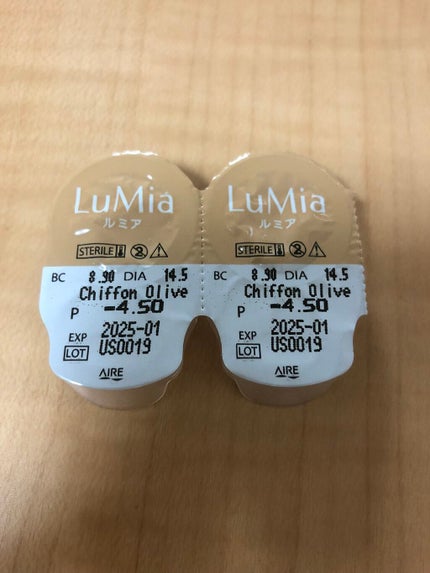 LuMia
ルミア
STERILE
BC 8.90 DIA 14.5
Chiffon Olive
P -4.50
EXP 2025-01
LOT US0019
AIRE
LuMia
ルミア
STERILE
BC 8.90 DIA 14.5
Chiffon Olive
P -4.50
EXP 2025-01
LOT US0019
AIRE